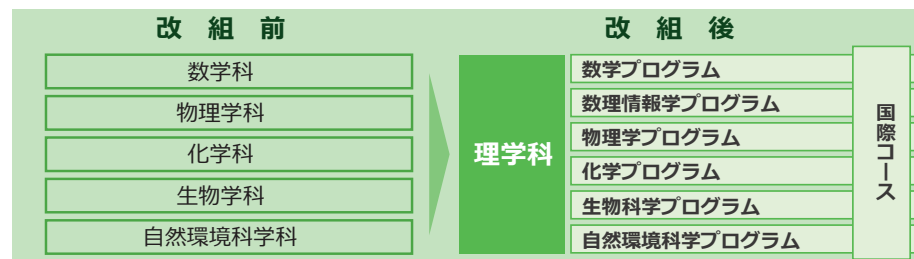 改組前
数学科
物理学科
化学科
生物学科
自然環境科学科
改組後
理学科
数学プログラム
数理情報学プログラム
物理学プログラム
化学プログラム
生物科学プログラム
自然環境科学プログラム
国際コース